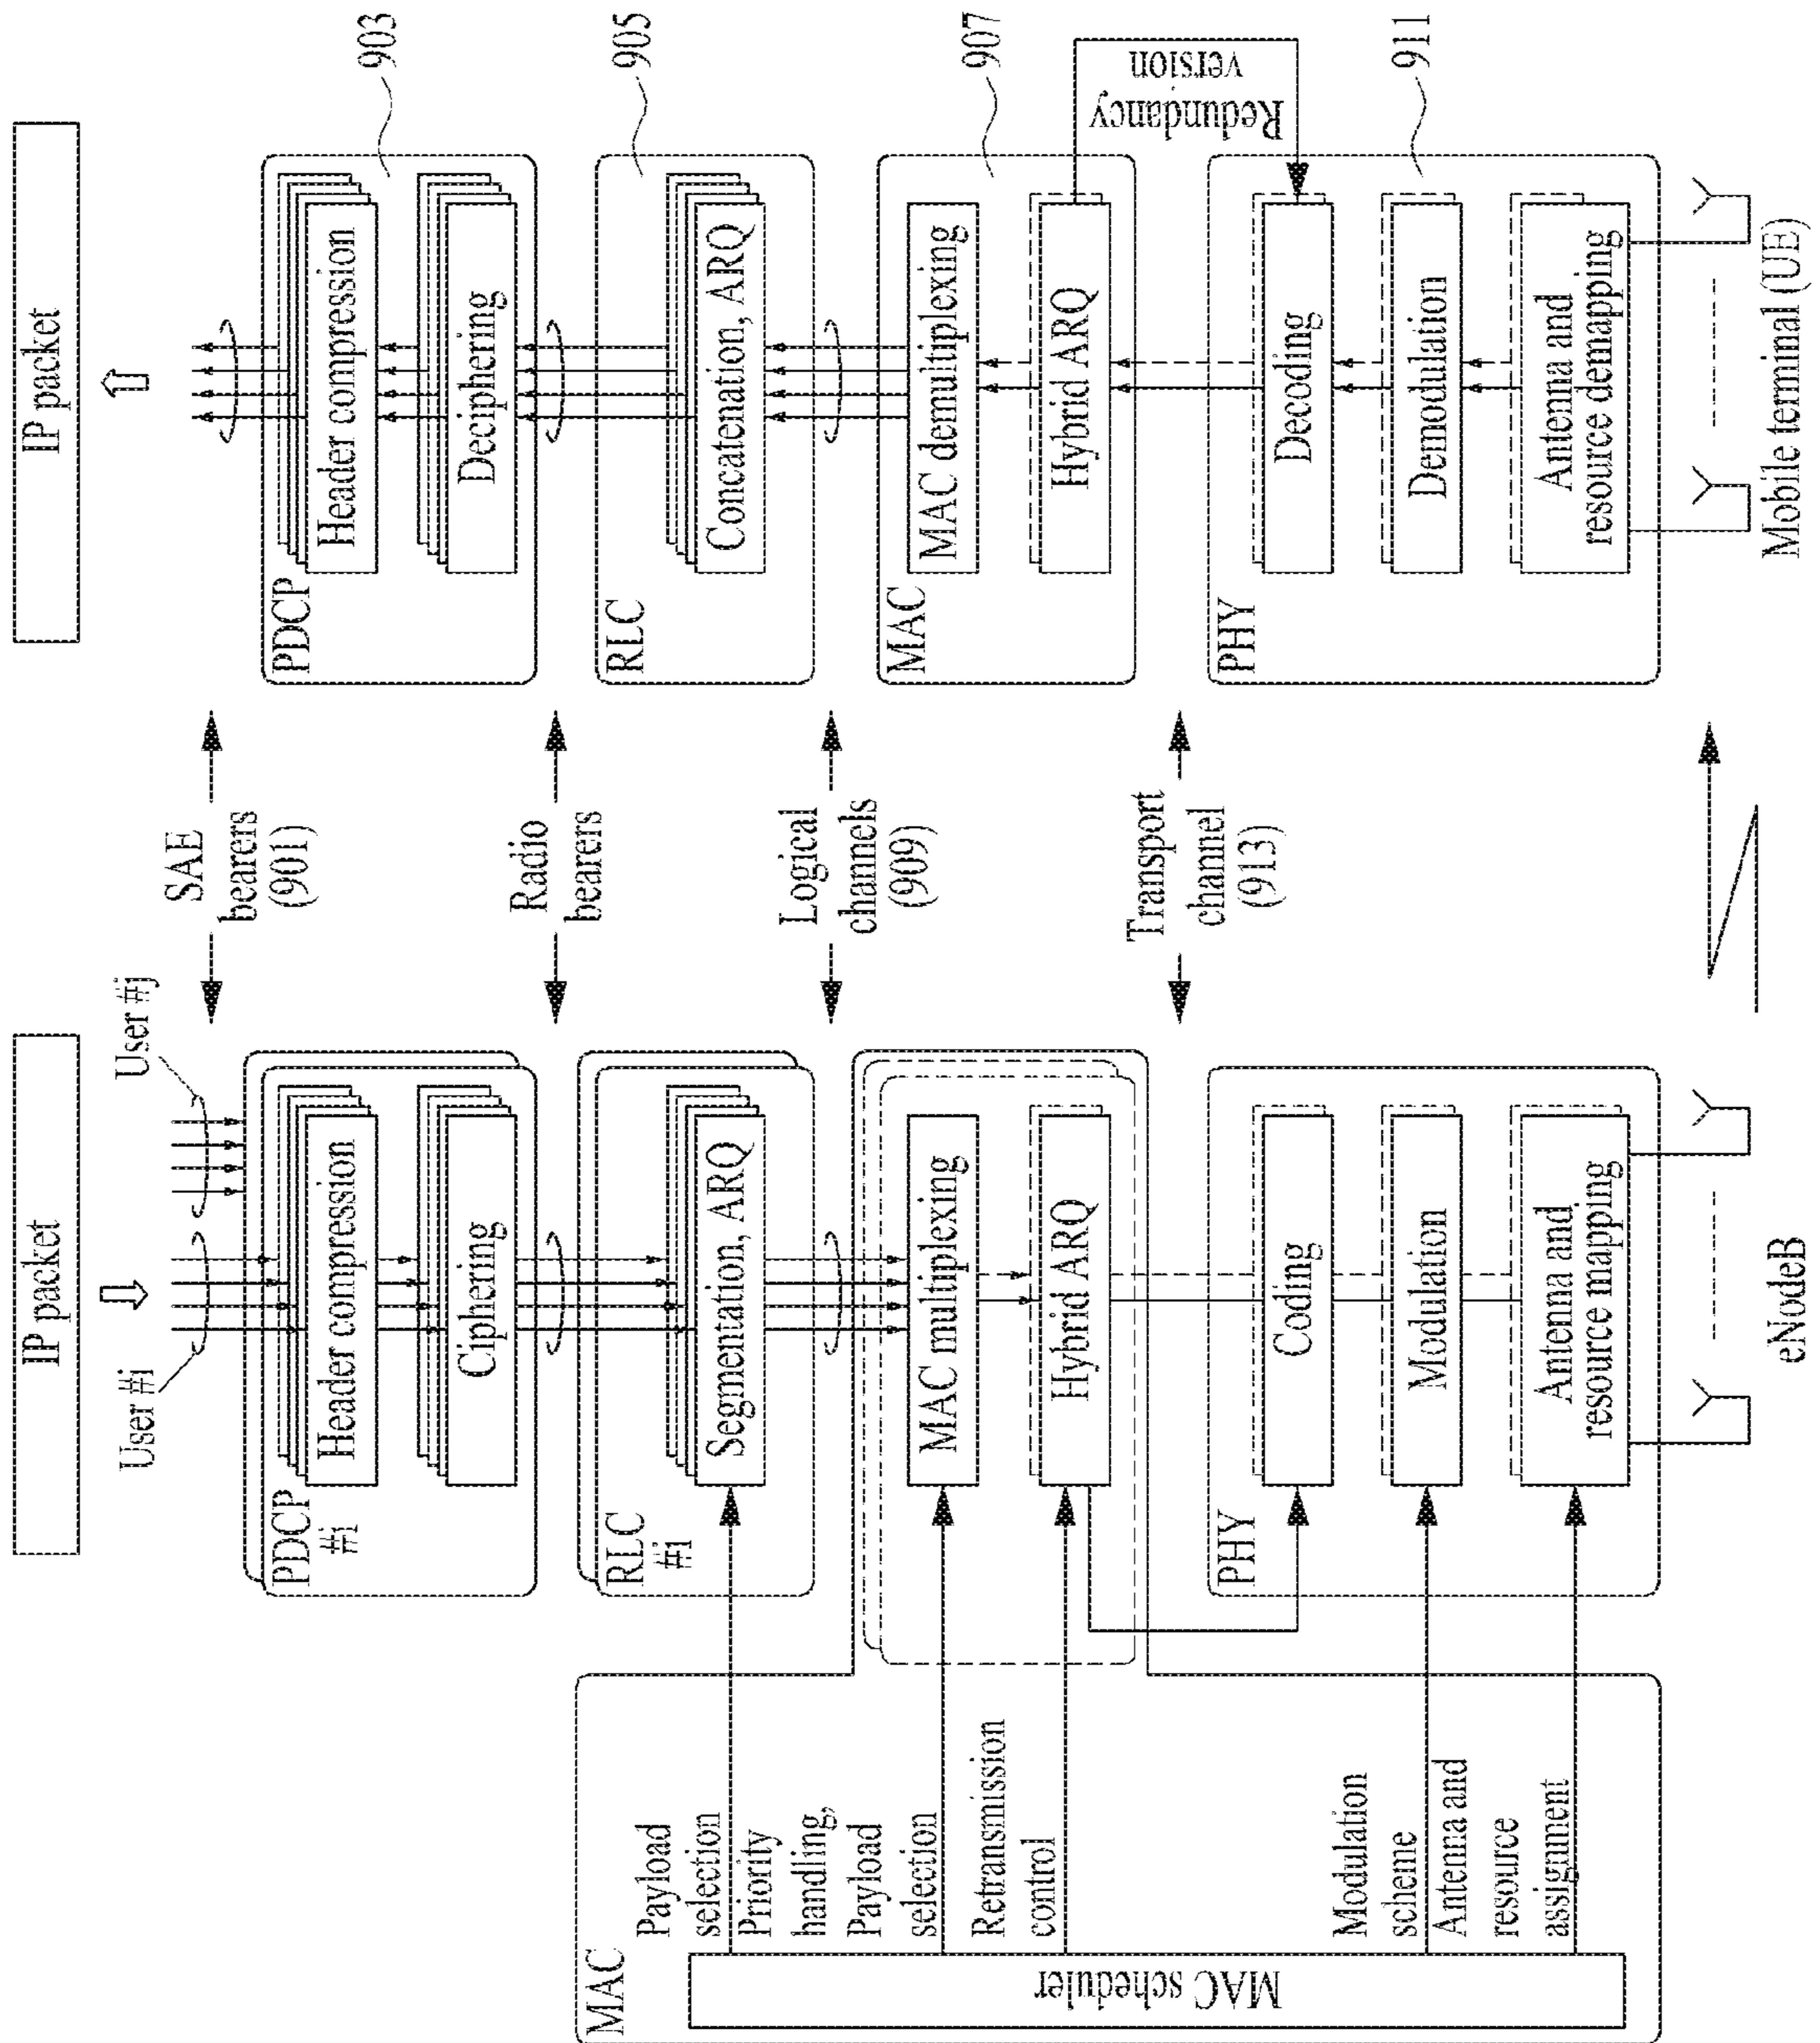 IP packet
User #i
User #j
PDCP
#i
Header compression
Ciphering
RLC
#i
Segmentation, ARQ
MAC
MAC scheduler
Payload
selection
Priority
handling,
Payload
selection
Retransmission
control
Modulation
scheme
Antenna and
resource
assignment
MAC multiplexing
Hybrid ARQ
PHY
Coding
Modulation
Antenna and
resource mapping
eNodeB
SAE
bearers
(901)
Radio
bearers
Logical
channels
(909)
Transport
channel
(913)
IP packet
PDCP
903
Header compression
Deciphering
RLC
905
Concatenation, ARQ
MAC
907
MAC demultiplexing
Hybrid ARQ
Redundancy
version
PHY
911
Decoding
Demodulation
Antenna and
resource demapping
Mobile terminal (UE)